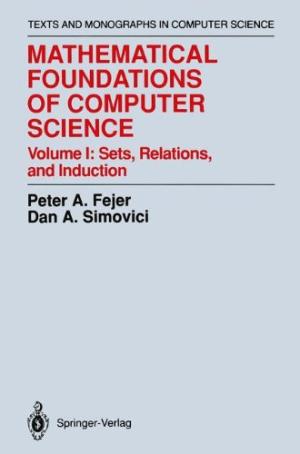 TEXTS AND MONOGRAPHS IN COMPUTER SCIENCE
MATHEMATICAL
FOUNDATIONS
OF COMPUTER
SCIENCE
Volume I: Sets, Relations,
and Induction
Peter A. Fejer
Dan A. Simovici
Springer-Verlag